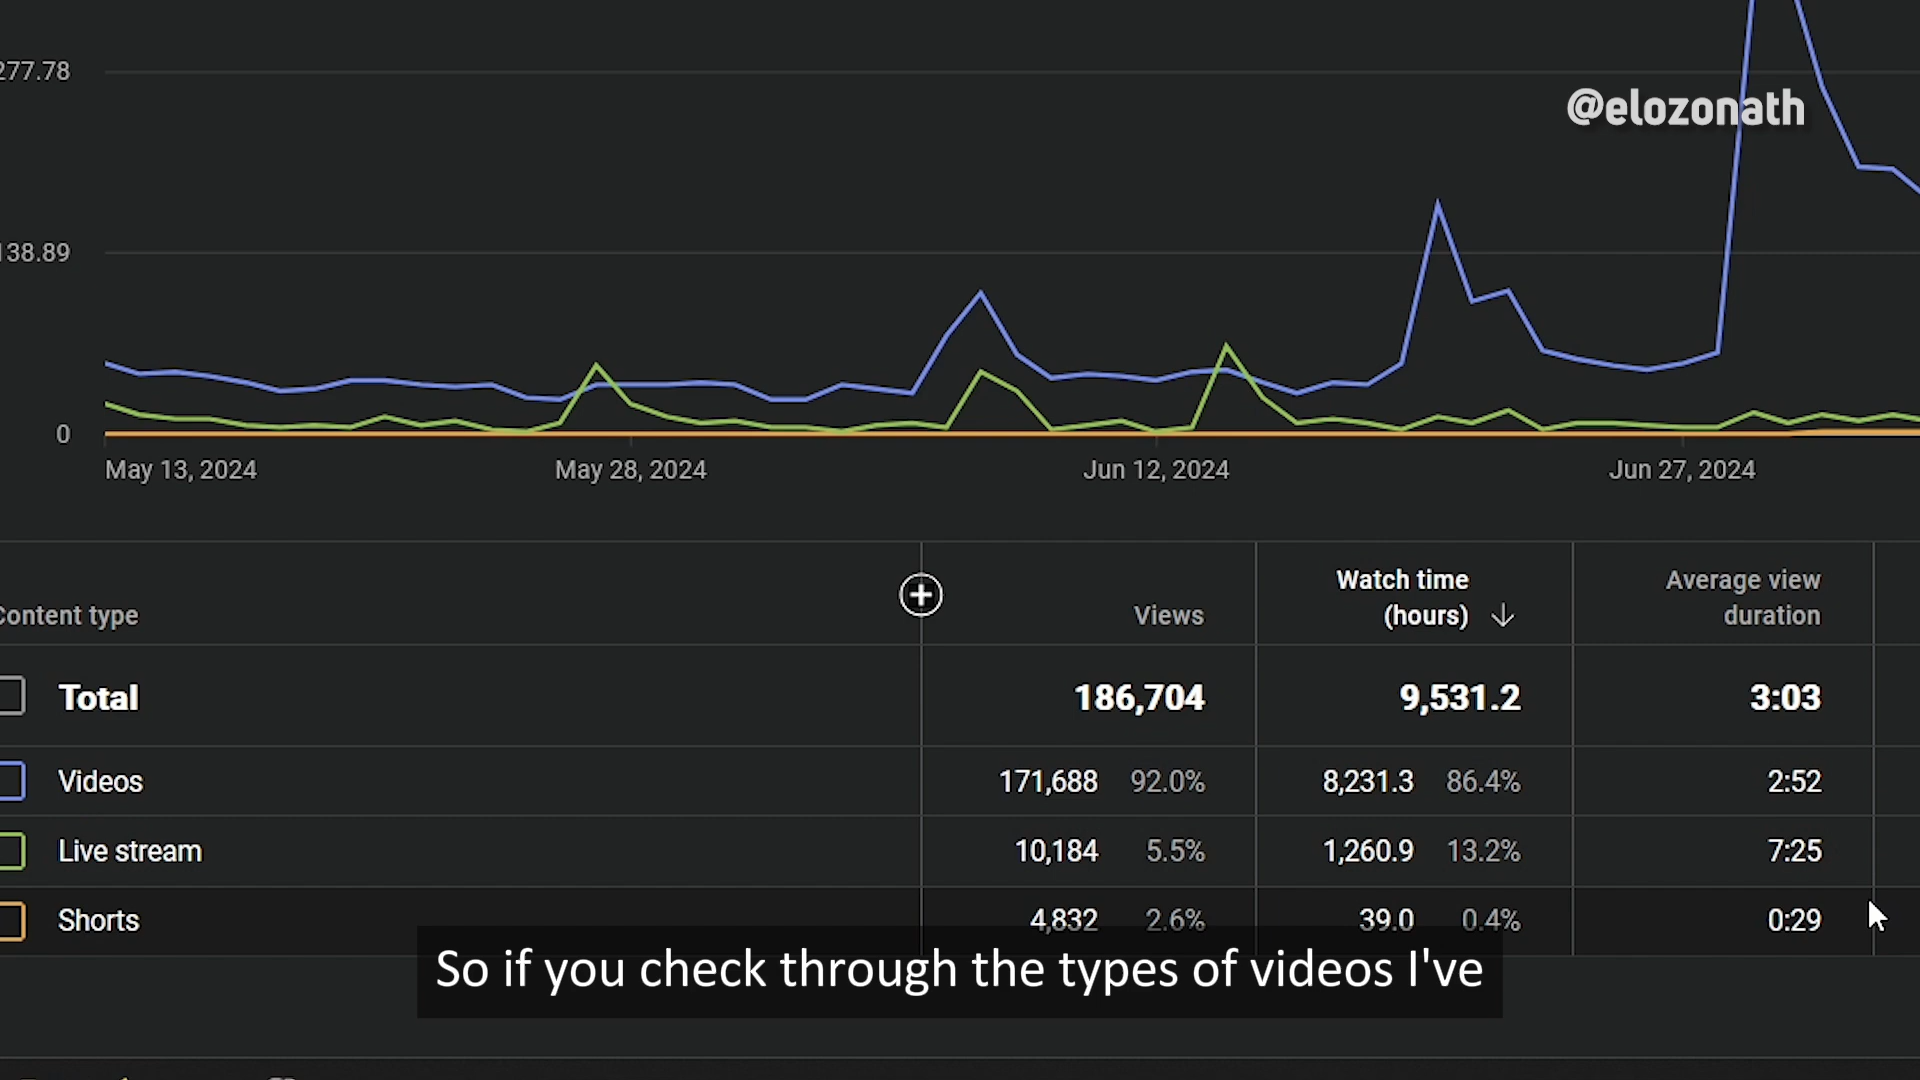 277.78
@elozonath
138.89
0
May 13, 2024 May 28, 2024 Jun 12, 2024 Jun 27, 2024
Content type Views Watch time (hours) Average view duration
Total 186,704 9,531.2 3:03
Videos 171,688 92.0% 8,231.3 86.4% 2:52
Live stream 10,184 5.5% 1,260.9 13.2% 7:25
Shorts 4,832 2.6% 39.0 0.4% 0:29
So if you check through the types of videos I've